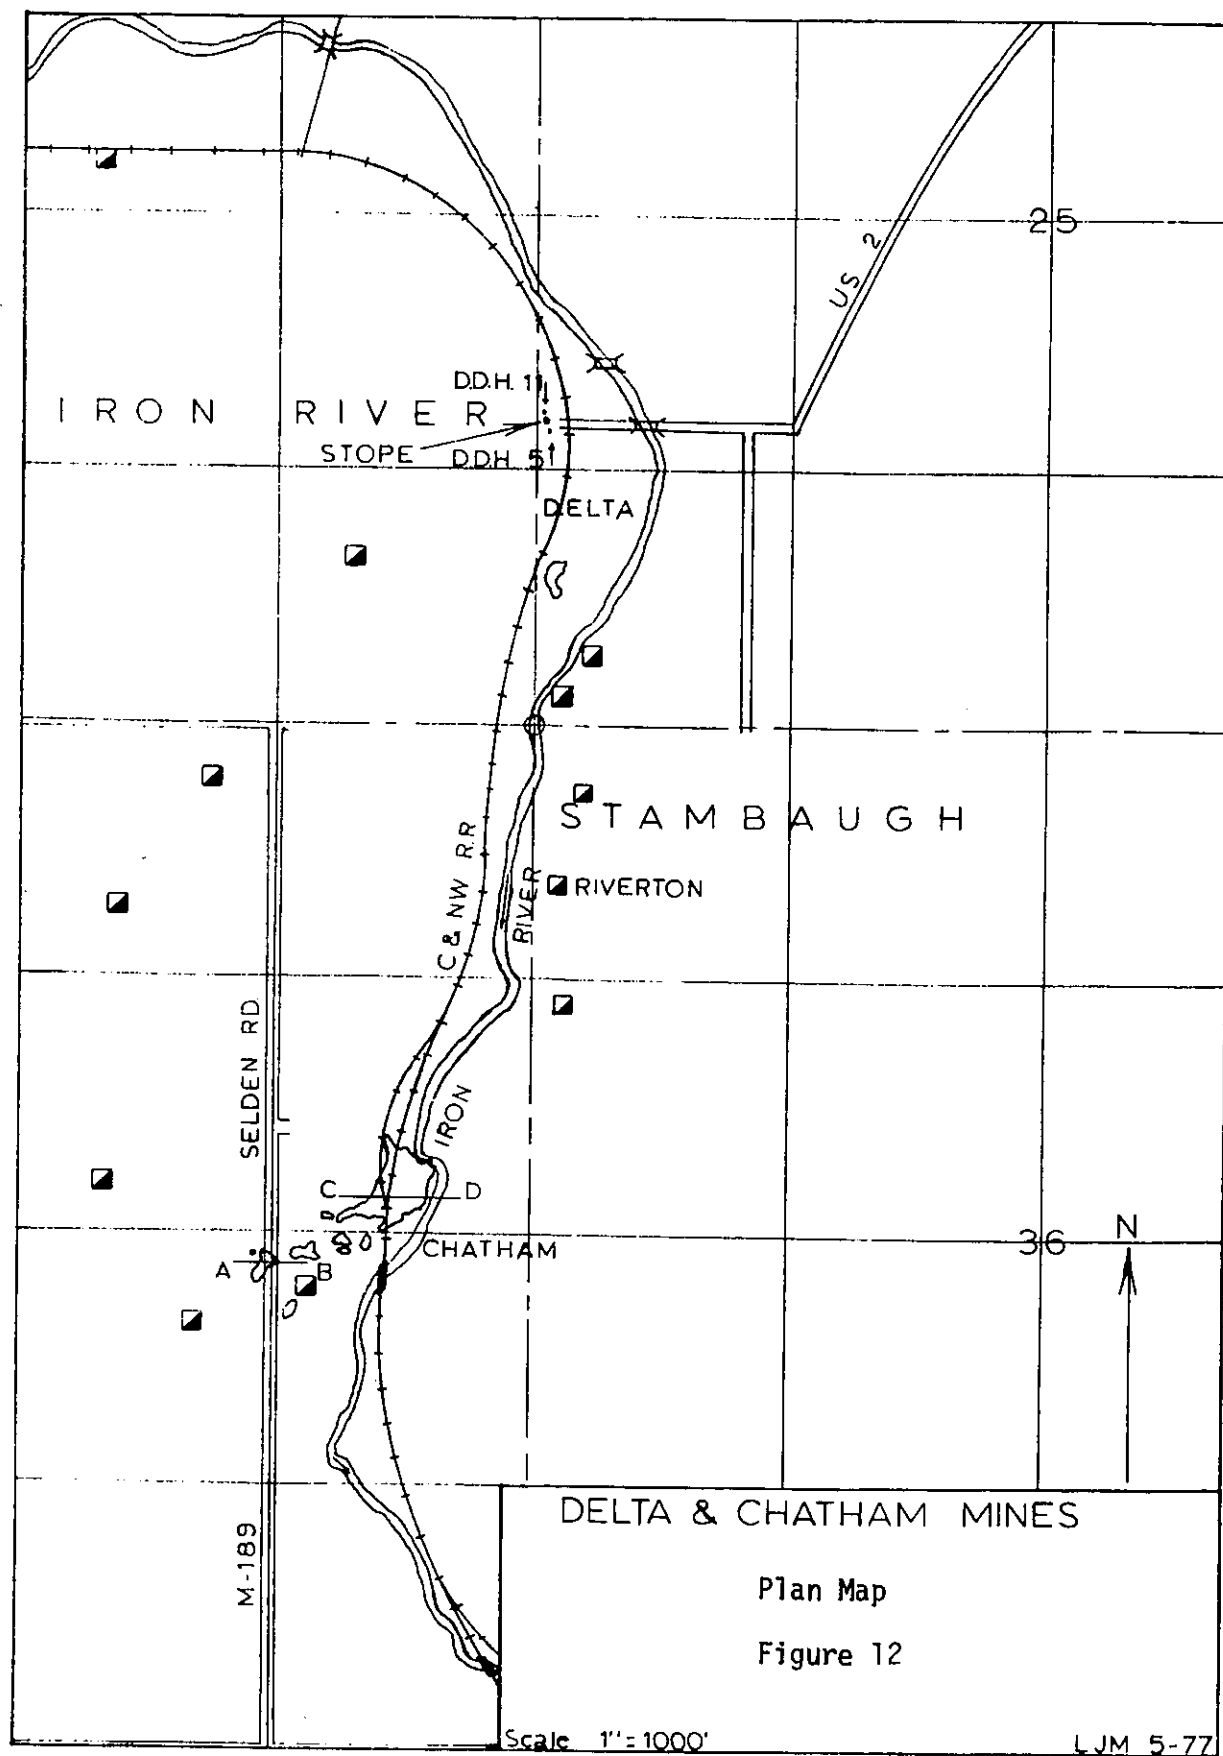 25
US 2
D.D.H. 11
IRON RIVER
STOPE
D.D.H. 5
DELTA
STAMBAUGH
C & NW R.R
RIVER
RIVERTON
SELDEN RD
IRON
C D
CHATHAM
36
N
A B
M-189
DELTA & CHATHAM MINES
Plan Map
Figure 12
Scale 1"=1000'
LJM 5-77